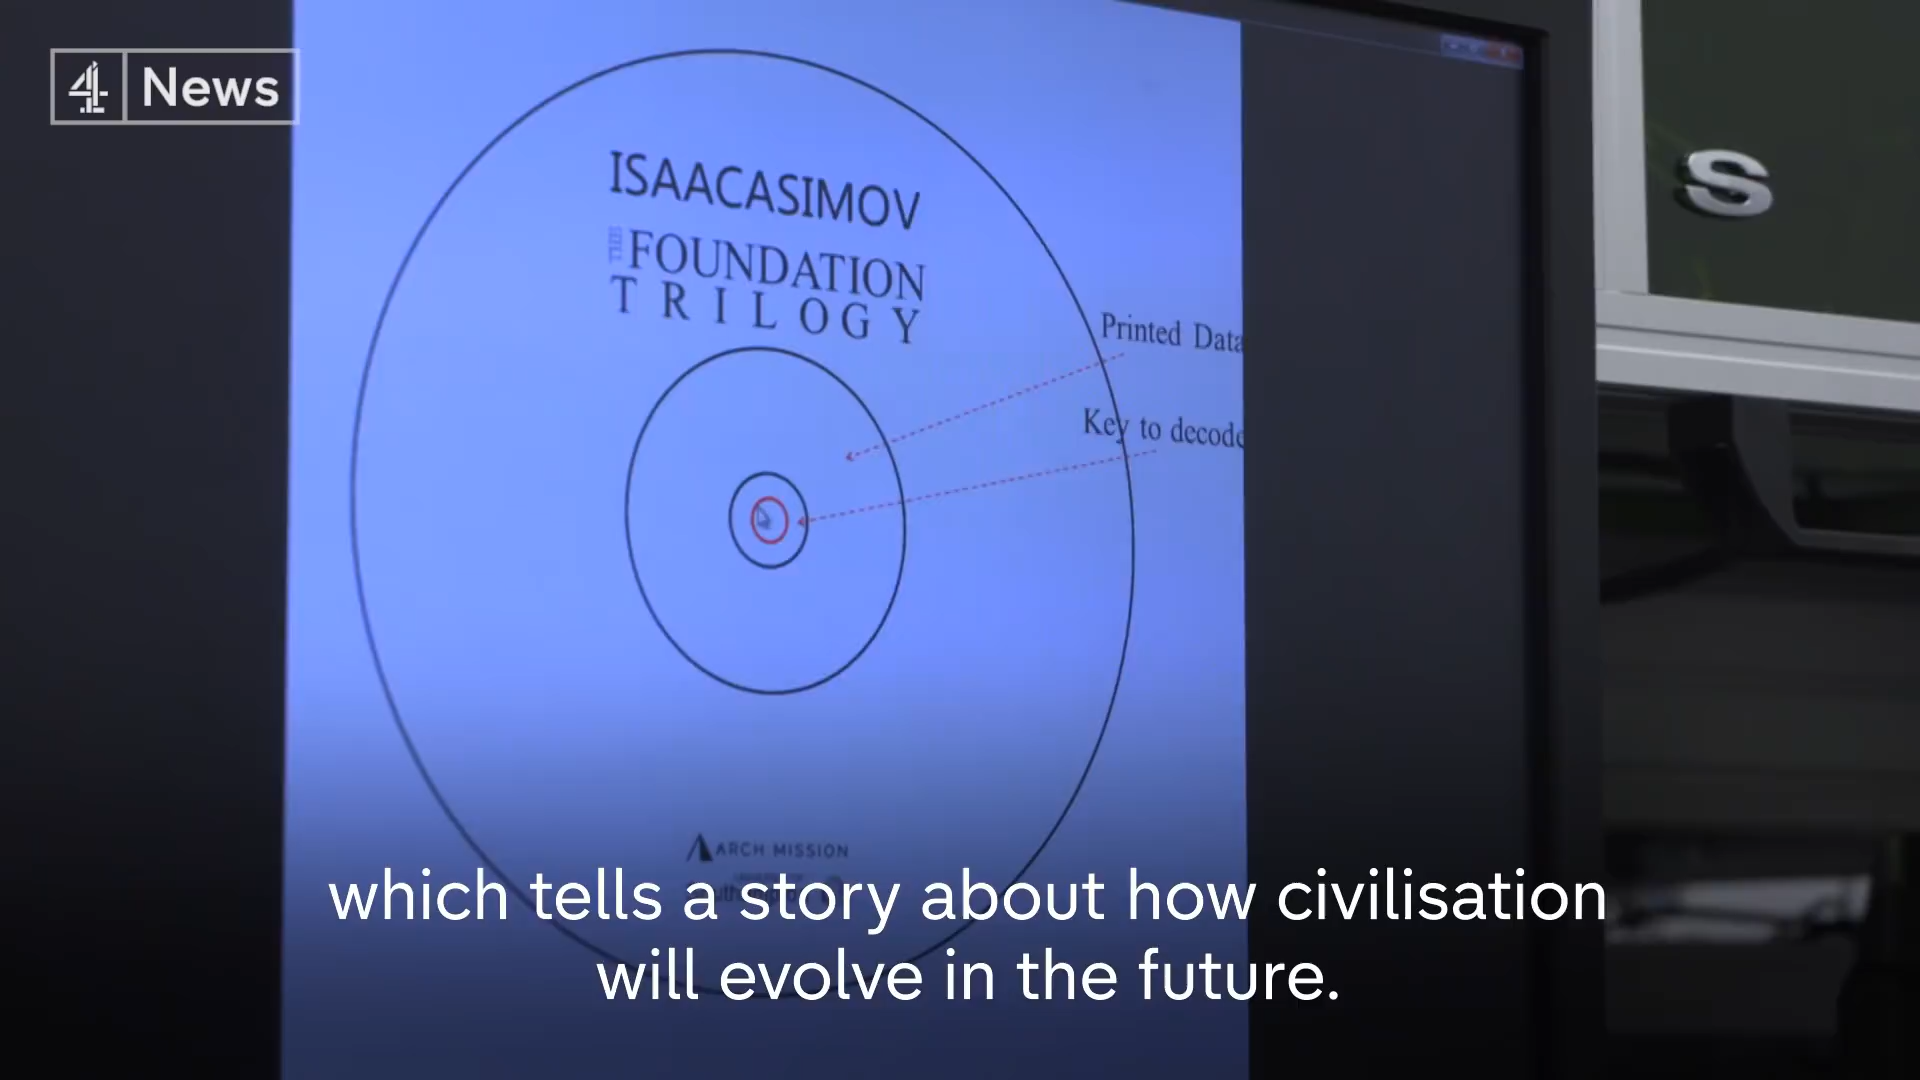 4 News
ISAACASIMOV
THE FOUNDATION
TRILOGY
Printed Data
Key to decode
ARCH MISSION
which tells a story about how civilisation
will evolve in the future.
S